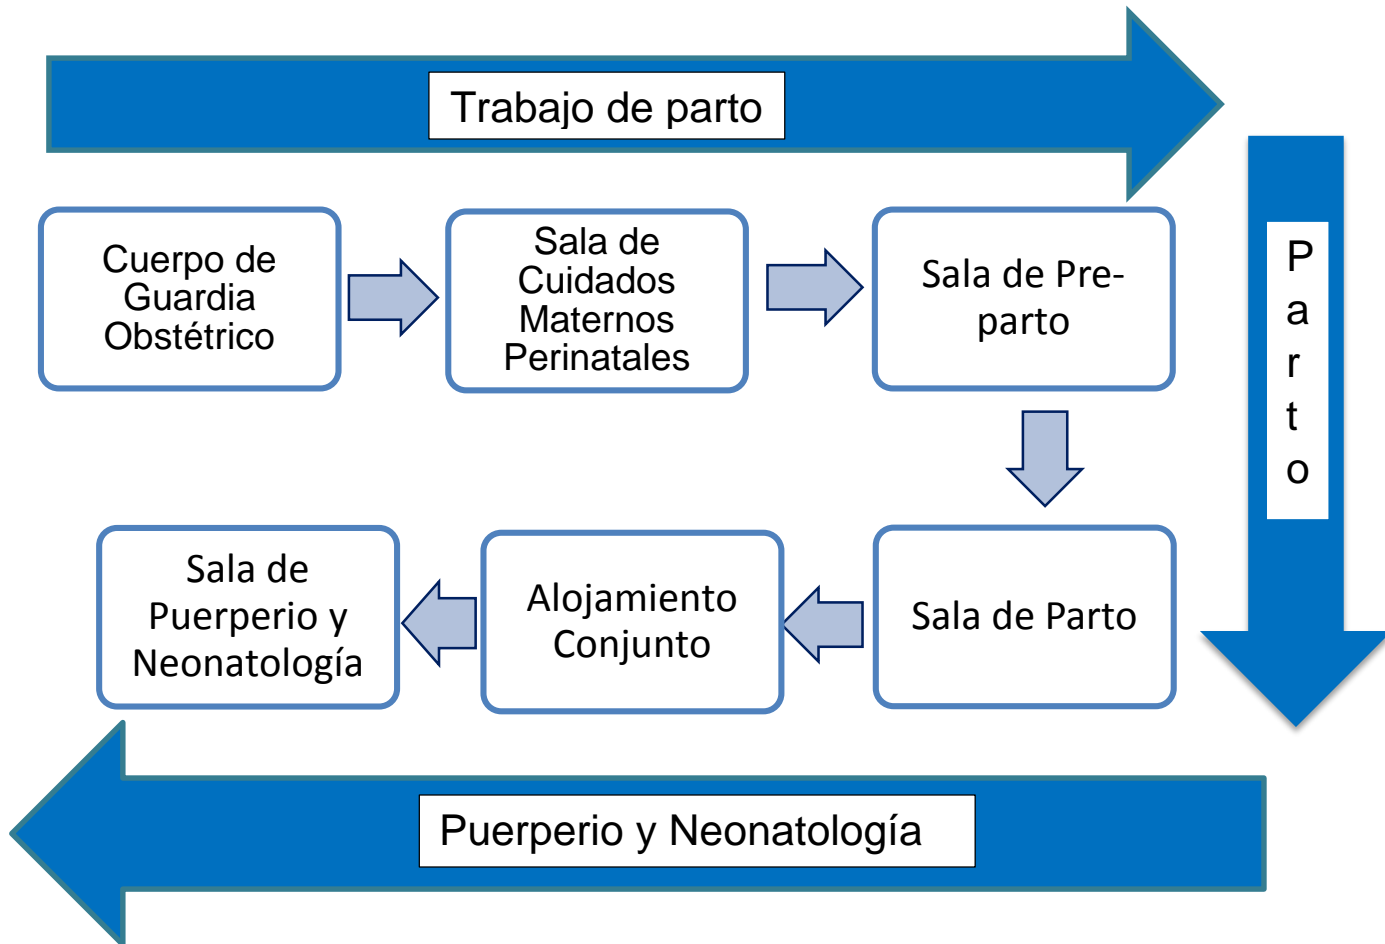 Trabajo de parto
Cuerpo de
Guardia
Obstétrico
Sala de
Cuidados
Maternos
Perinatales
Sala de Pre-
parto
P
a
r
t
o
Sala de Parto
Alojamiento
Conjunto
Sala de
Puerperio y
Neonatología
Puerperio y Neonatología